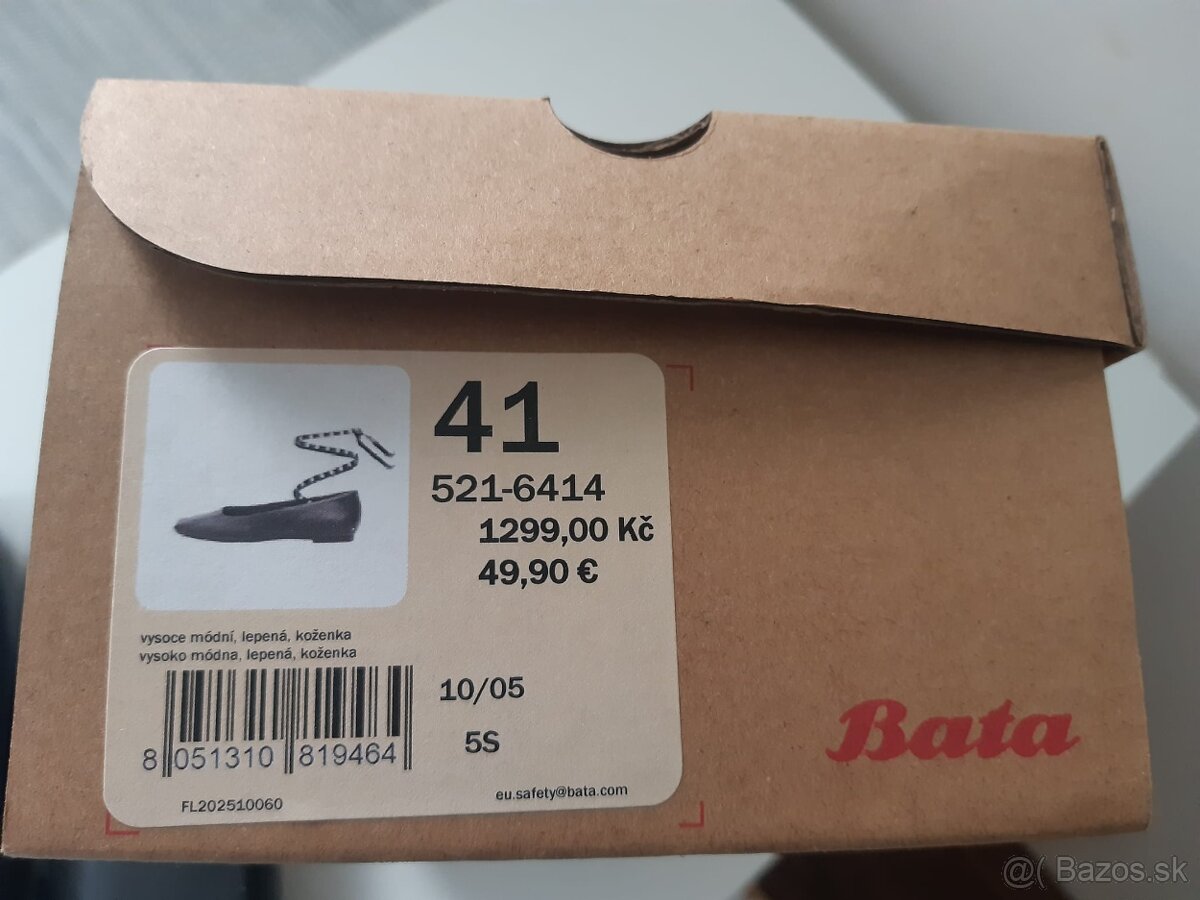 41
521-6414
1299,00 Kč
49,90 €
vysoce módní, lepená, koženka
vysoko módna, lepená, koženka
10/05
5S
8 051310 819464
FL202510060
eu.safety@bata.com
Bata
@( Bazos.sk